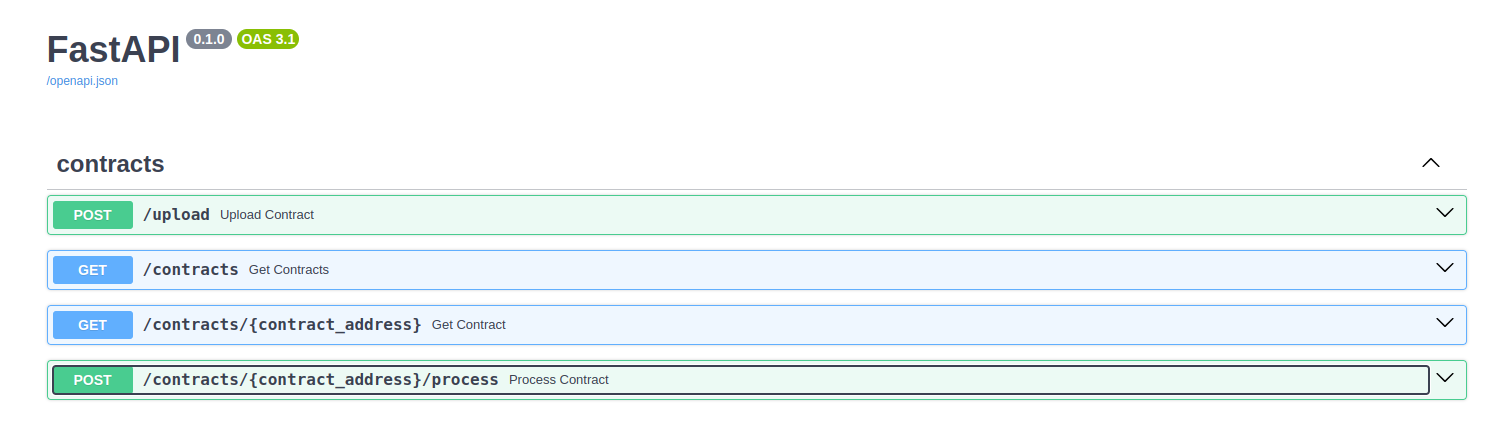 FastAPI 0.1.0 OAS 3.1
/openapi.json
contracts
POST /upload Upload Contract
GET /contracts Get Contracts
GET /contracts/{contract_address} Get Contract
POST /contracts/{contract_address}/process Process Contract